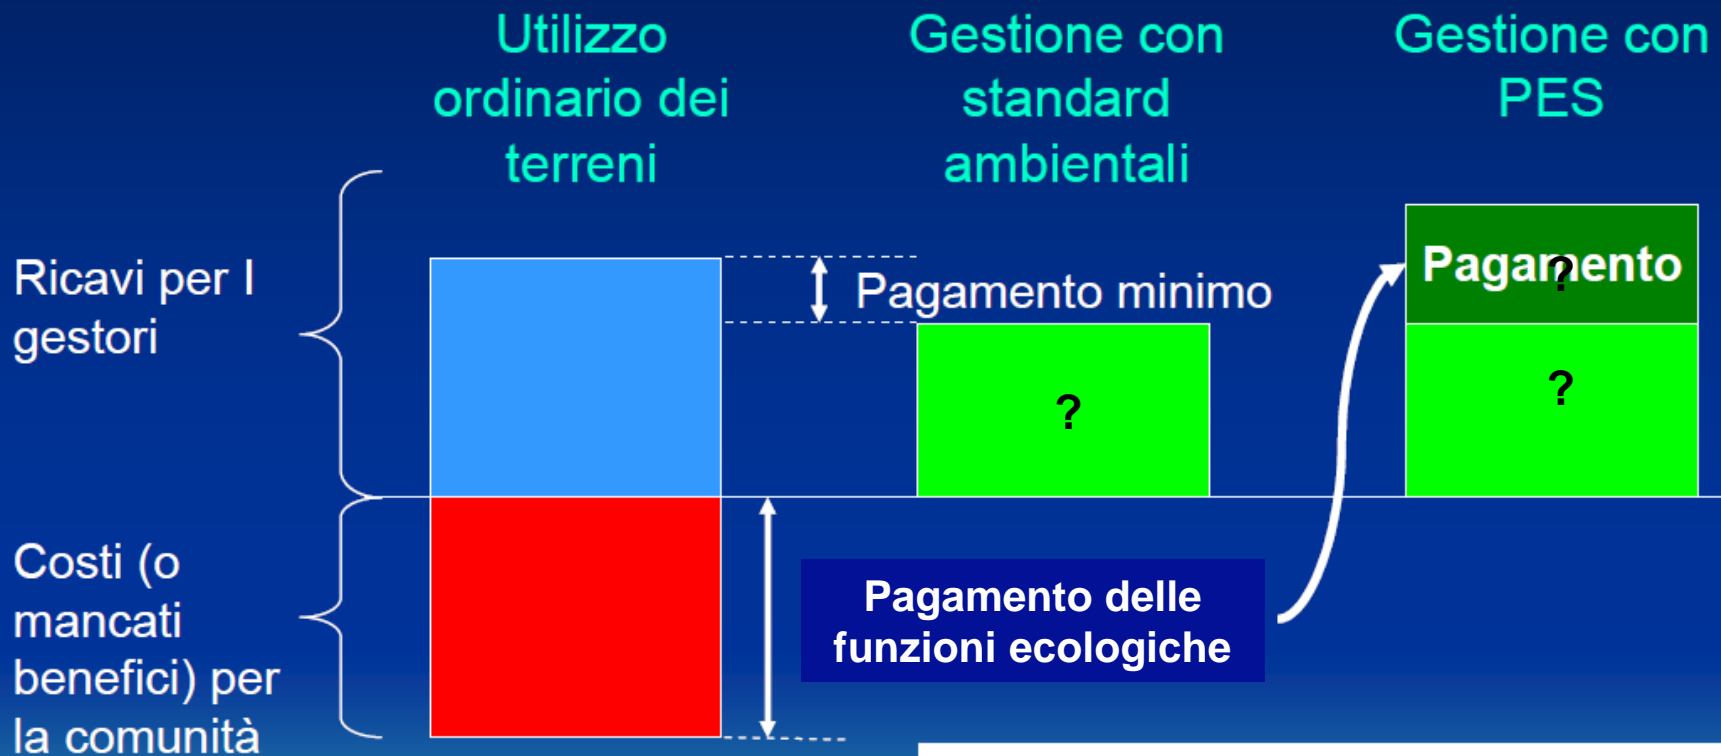 Utilizzo
ordinario dei
terreni
Gestione con
standard
ambientali
Gestione con
PES
Ricavi per I
gestori
Pagamento minimo
Pagamento
?
?
?
Costi (o
mancati
benefici) per
la comunità
Pagamento delle
funzioni ecologiche